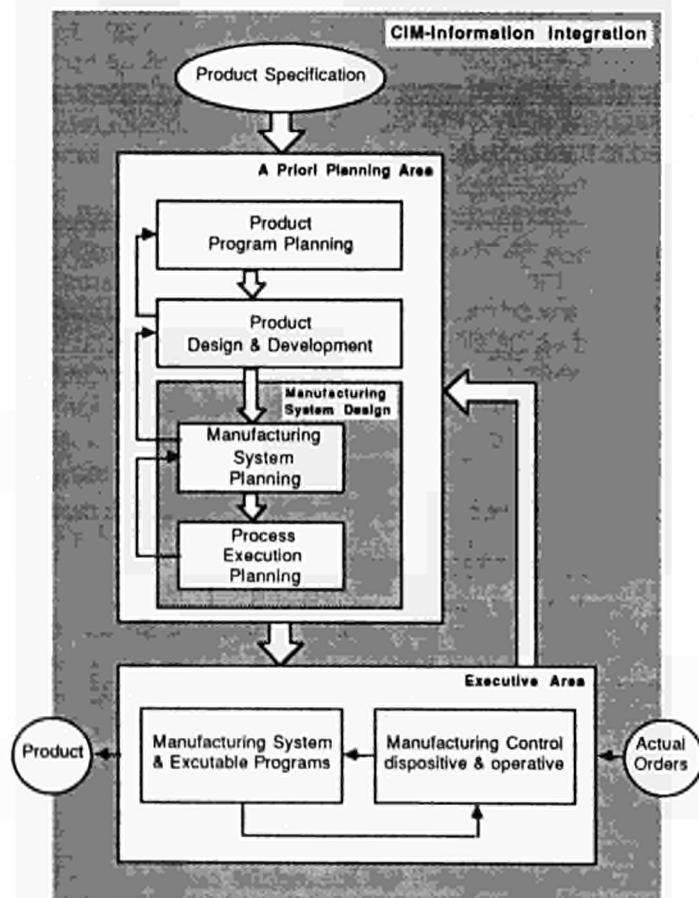 CIM-Information Integration
Product Specification
A Priori Planning Area
Product
Program Planning
Product
Design & Development
Manufacturing
System Design
Manufacturing
System
Planning
Process
Execution
Planning
Executive Area
Product
Manufacturing System
& Excutable Programs
Manufacturing Control
dispositive & operative
Actual
Orders